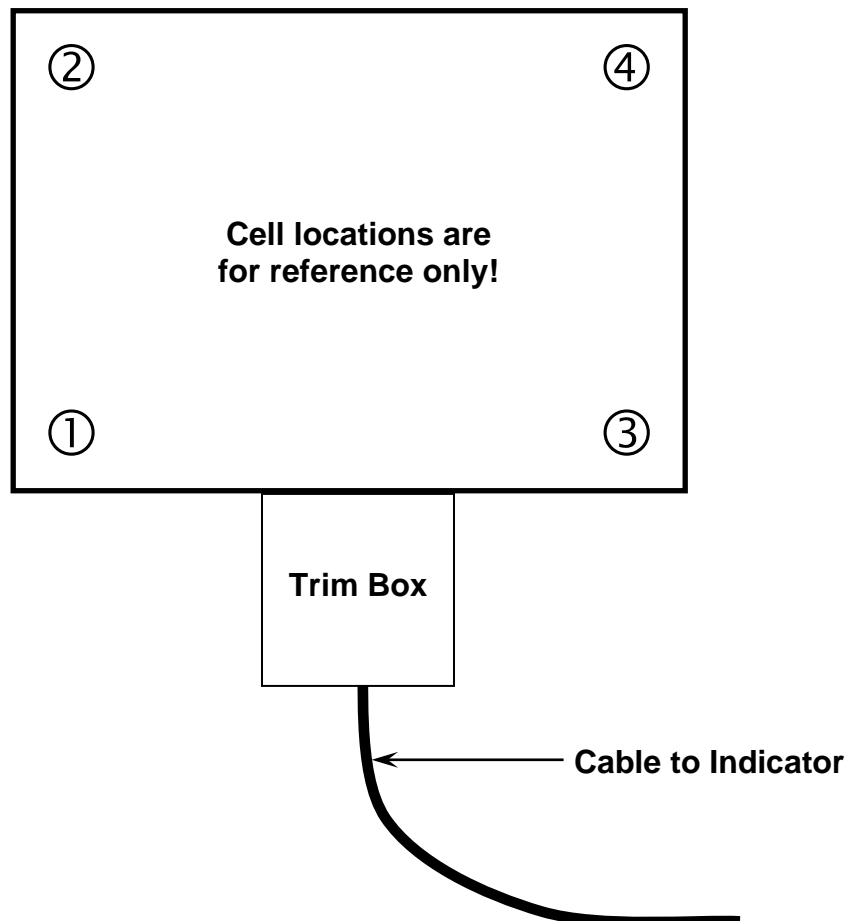 ② ④
Cell locations are
for reference only!
① ③
Trim Box
Cable to Indicator